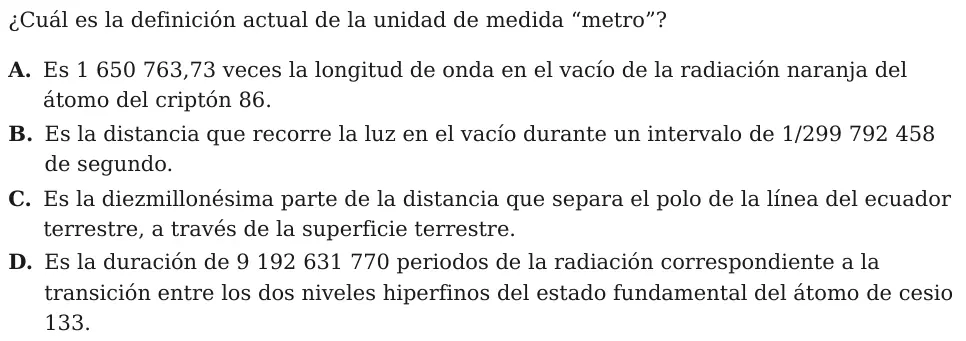 ¿Cuál es la definición actual de la unidad de medida “metro”?
A. Es 1 650 763,73 veces la longitud de onda en el vacío de la radiación naranja del
átomo del criptón 86.
B. Es la distancia que recorre la luz en el vacío durante un intervalo de 1/299 792 458
de segundo.
C. Es la diezmillonésima parte de la distancia que separa el polo de la línea del ecuador
terrestre, a través de la superficie terrestre.
D. Es la duración de 9 192 631 770 periodos de la radiación correspondiente a la
transición entre los dos niveles hiperfinos del estado fundamental del átomo de cesio
133.